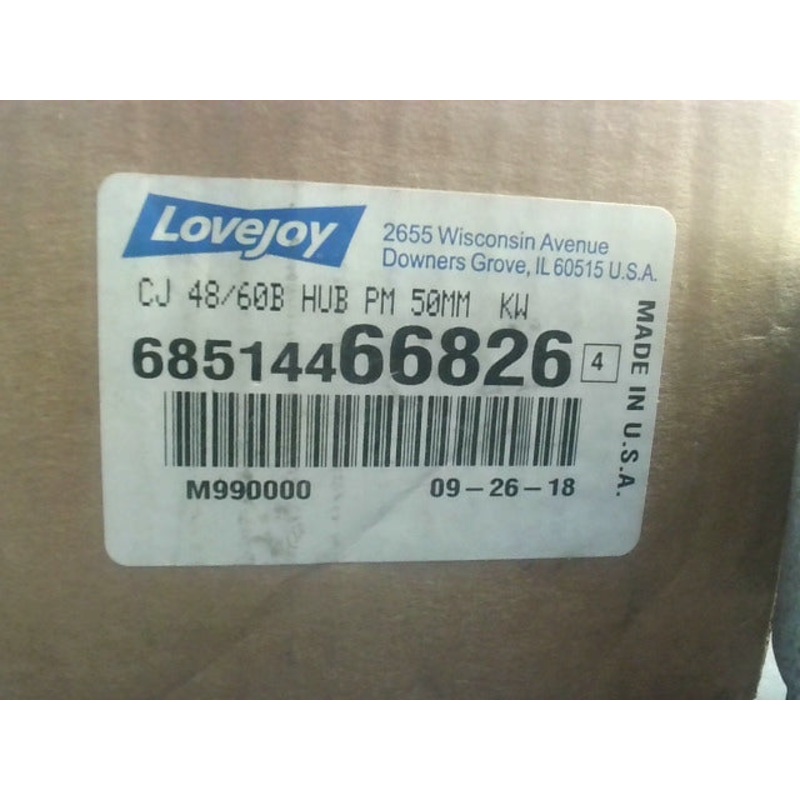 Lovejoy
2655 Wisconsin Avenue
Downers Grove, IL 60515 U.S.A.
CJ 48/60B HUB PM 50MM KW
68514466826 4
M990000 09-26-18
MADE IN U.S.A.